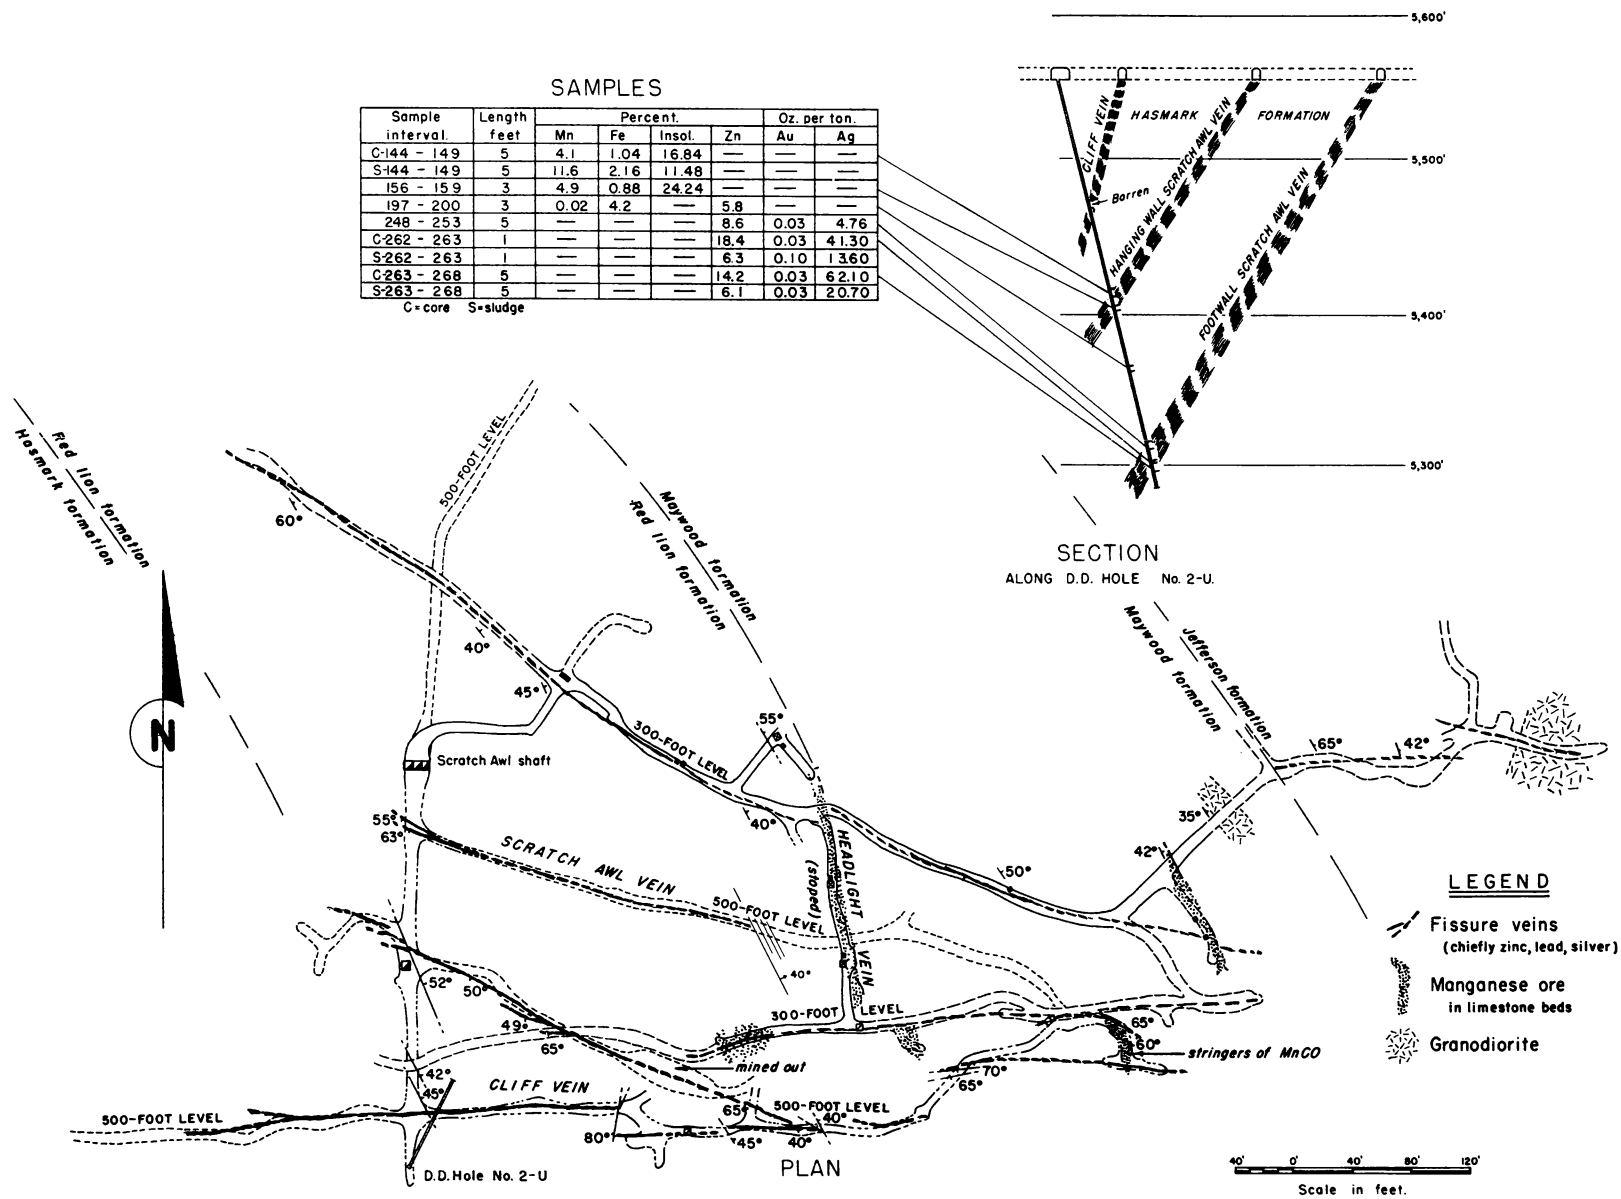 SAMPLES
Sample interval. Length feet Percent. Oz. per ton.
Mn Fe Insol. Zn Au Ag
C-144 - 149 5 4.1 1.04 16.84 — — —
S-144 - 149 5 11.6 2.16 11.48 — — —
156 - 159 3 4.9 0.88 24.24 — — —
197 - 200 3 0.02 4.2 — 5.8 — —
248 - 253 5 — — — 8.6 0.03 4.76
C-262 - 263 1 — — — 18.4 0.03 41.30
S-262 - 263 1 — — — 6.3 0.10 13.60
C-263 - 268 5 — — — 14.2 0.03 62.10
S-263 - 268 5 — — — 6.1 0.03 20.70
C=core S=sludge
5,600'
CLIFF VEIN
HASMARK FORMATION
5,500'
Barren
HANGING WALL SCRATCH AWL VEIN
FOOTWALL SCRATCH AWL VEIN
5,400'
5,300'
SECTION
ALONG D.D. HOLE No. 2-U.
Red lion formation
Hasmark formation
500-FOOT LEVEL
Maywood formation
Red lion formation
Jefferson formation
Maywood formation
60°
40°
45°
N
55°
300-FOOT LEVEL
Scratch Awl shaft
65°
42°
35°
40°
55°
63°
SCRATCH AWL VEIN
HEADLIGHT VEIN
(stoped)
50°
42°
500-FOOT LEVEL
40°
52°
50°
49°
65°
300-FOOT LEVEL
65°
60°
stringers of MnCO
mined out
70°
65°
42°
45°
CLIFF VEIN
500-FOOT LEVEL
65°
500-FOOT LEVEL
40°
80°
45°
40°
D.D. Hole No. 2-U
PLAN
LEGEND
Fissure veins
(chiefly zinc, lead, silver)
Manganese ore
in limestone beds
Granodiorite
40' 0' 40' 80' 120'
Scale in feet.